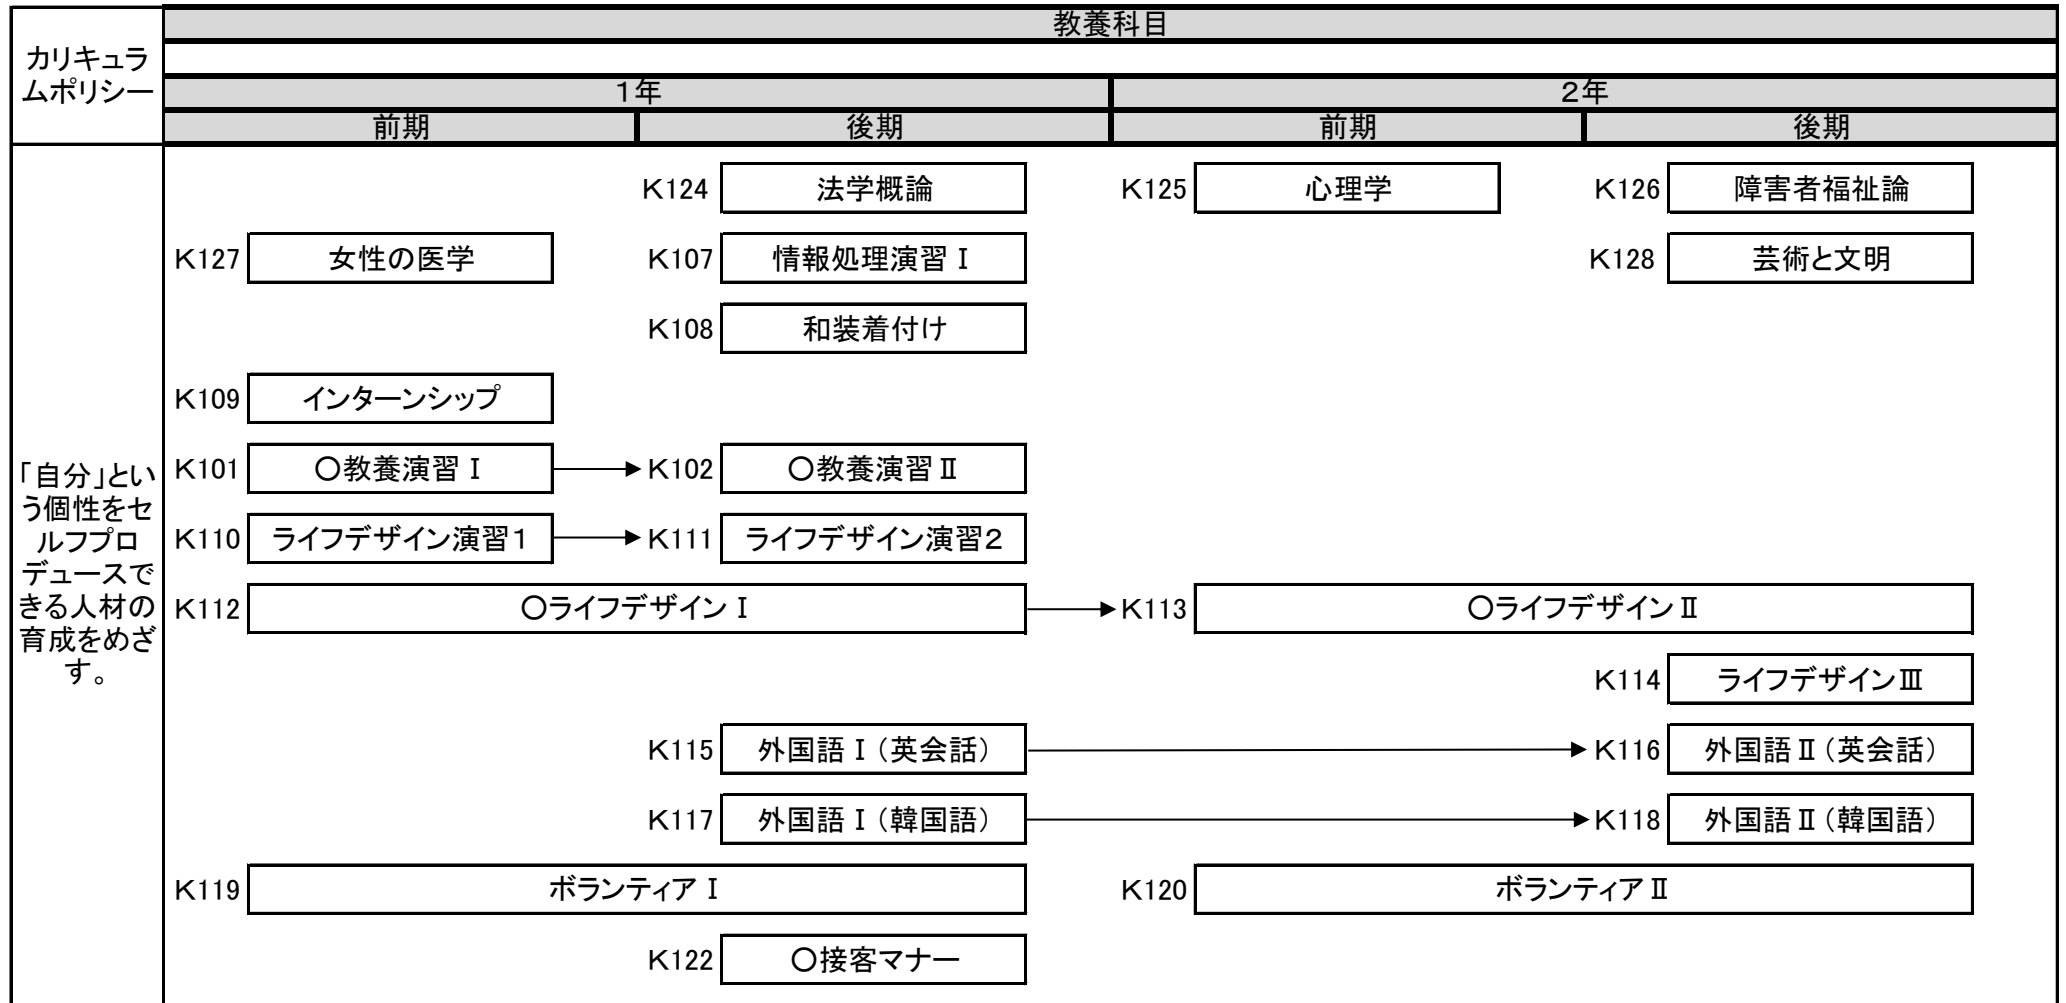 教養科目
カリキュラ
ムポリシー
１年 ２年
前期 後期 前期 後期
K124 法学概論 K125 心理学 K126 障害者福祉論
K127 女性の医学 K107 情報処理演習Ⅰ K128 芸術と文明
K108 和装着付け
K109 インターンシップ
「自分」とい
う個性をセ
ルフプロ
デュースで
きる人材の
育成をめざ
す。
K101 〇教養演習Ⅰ K102 〇教養演習Ⅱ
K110 ライフデザイン演習１ K111 ライフデザイン演習２
K112 〇ライフデザインⅠ K113 〇ライフデザインⅡ
K114 ライフデザインⅢ
K115 外国語Ⅰ（英会話） K116 外国語Ⅱ（英会話）
K117 外国語Ⅰ（韓国語） K118 外国語Ⅱ（韓国語）
K119 ボランティアⅠ K120 ボランティアⅡ
K122 〇接客マナー